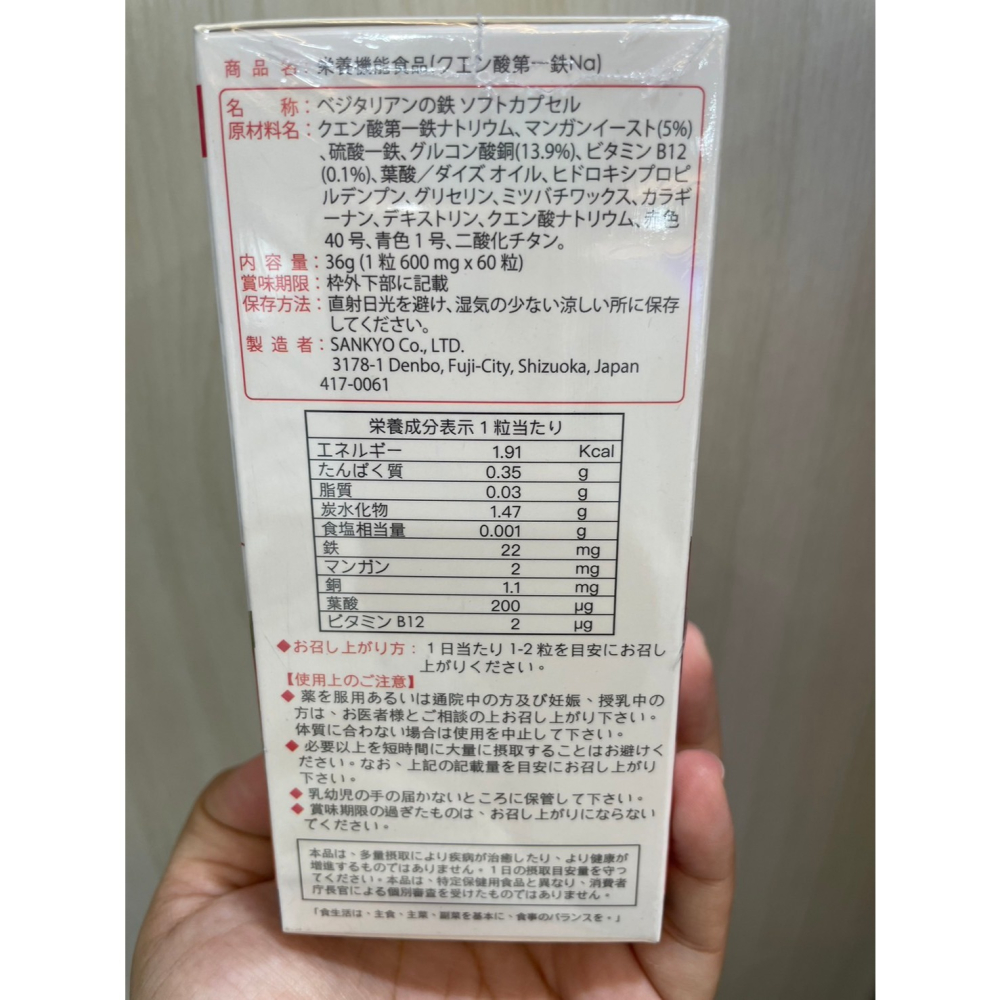 商品名：栄養機能食品(クエン酸第一鉄Na)
名　称：ベジタリアンの鉄 ソフトカプセル
原材料名：クエン酸第一鉄ナトリウム、マンガンイースト(5%)
、硫酸一鉄、グルコン酸銅(13.9%)、ビタミン B12
(0.1%)、葉酸／ダイズ オイル、ヒドロキシプロピ
ルデンプン、グリセリン、ミツバチワックス、カラギ
ーナン、デキストリン、クエン酸ナトリウム、赤色
40 号、青色 1 号、二酸化チタン。
内容量：36g (1 粒 600 mg x 60 粒)
賞味期限：枠外下部に記載
保存方法：直射日光を避け、湿気の少ない涼しい所に保存
してください。
製造者：SANKYO Co., LTD.
3178-1 Denbo, Fuji-City, Shizuoka, Japan
417-0061
栄養成分表示 1 粒当たり
エネルギー 1.91 Kcal
たんぱく質 0.35 g
脂質 0.03 g
炭水化物 1.47 g
食塩相当量 0.001 g
鉄 22 mg
マンガン 2 mg
銅 1.1 mg
葉酸 200 μg
ビタミン B12 2 μg
◆お召し上がり方：1日当たり 1-2 粒を目安にお召し
上がりください。
【使用上のご注意】
◆ 薬を服用あるいは通院中の方及び妊娠、授乳中の
方は、お医者様とご相談の上お召し上がり下さい。
体質に合わない場合は使用を中止して下さい。
◆ 必要以上を短時間に大量に摂取することはお避けく
ださい。なお、上記の記載量を目安にお召し上がり
下さい。
◆ 乳幼児の手の届かないところに保管して下さい。
◆ 賞味期限の過ぎたものは、お召し上がりにならない
でください。
本品は、多量摂取により疾病が治癒したり、より健康が
増進するものではありません。1日の摂取目安量を守っ
てください。本品は、特定保健用食品と異なり、消費者
庁長官による個別審査を受けたものではありません。
「食生活は、主食、主菜、副菜を基本に、食事のバランスを。」